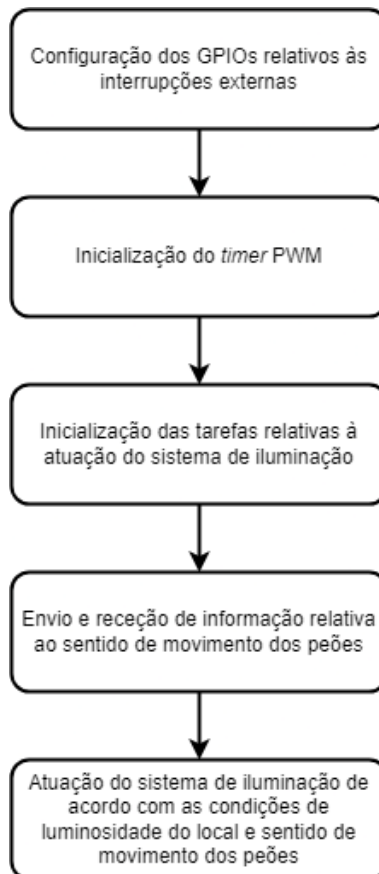 Configuração dos GPIOs relativos às
interrupções externas
Inicialização do timer PWM
Inicialização das tarefas relativas à
atuação do sistema de iluminação
Envio e receção de informação relativa
ao sentido de movimento dos peões
Atuação do sistema de iluminação de
acordo com as condições de
luminosidade do local e sentido de
movimento dos peões